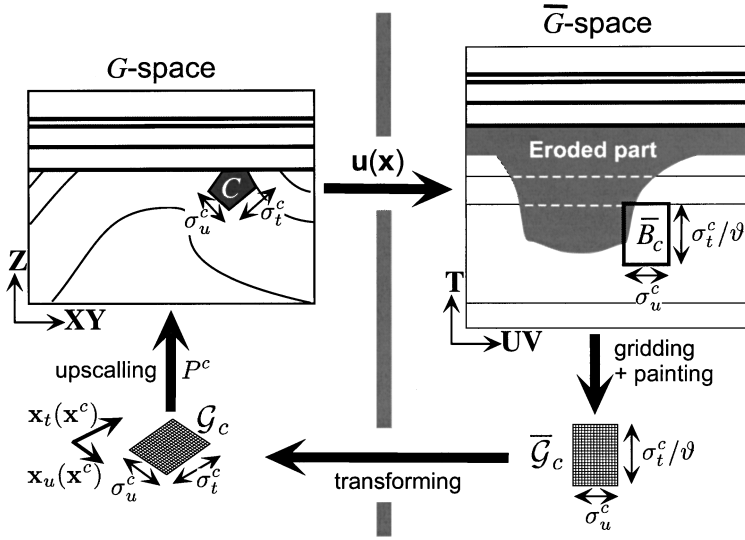 G-space
G̅-space
u(x)
Eroded part
C
σ_u^c
σ_t^c
B̅_c
σ_t^c/ϑ
σ_u^c
Z
XY
T
UV
upscalling
P^c
gridding
+ painting
x_t(x^c)
x_u(x^c)
𝒢_c
σ_u^c
σ_t^c
transforming
𝒢̅_c
σ_t^c/ϑ
σ_u^c